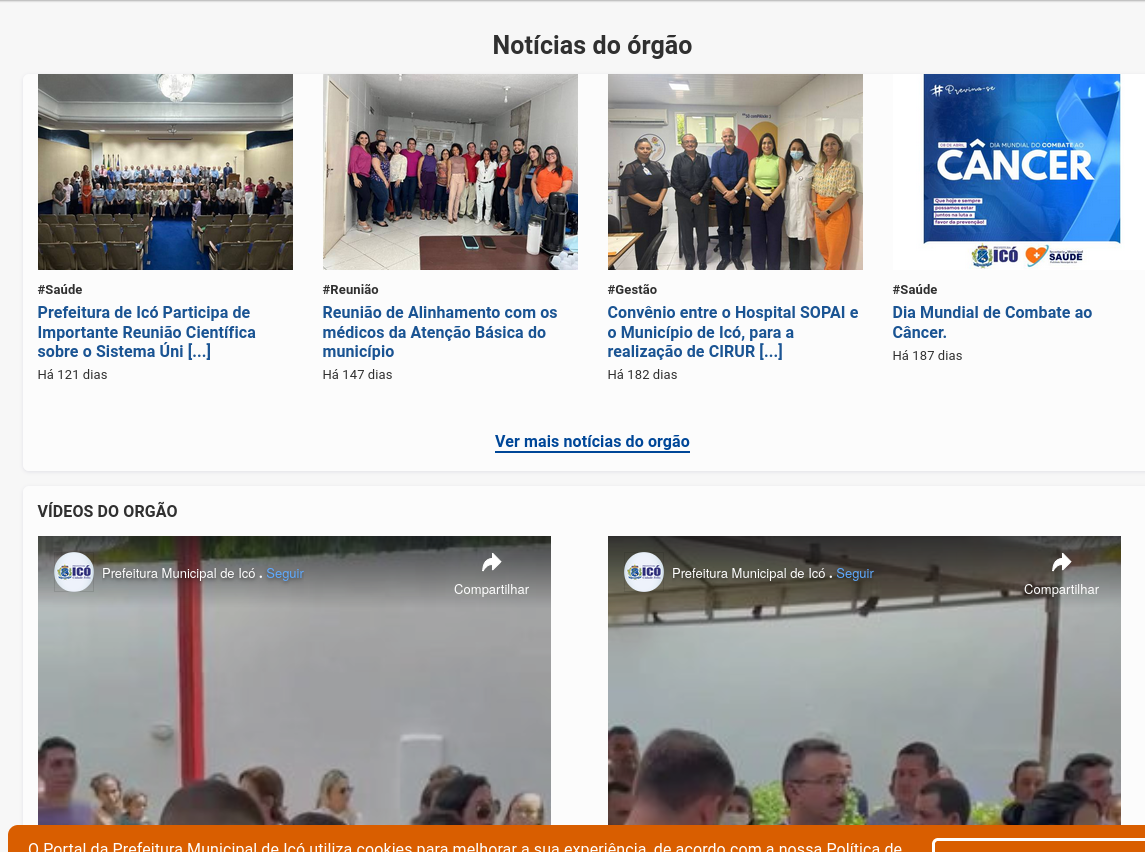 Notícias do órgão
# Previna-se
DIA MUNDIAL DO COMBATE AO
CÂNCER
Que hoje e sempre
possamos estar
juntos na luta a
favor da prevenção!
ICÓ
SAÚDE
#Saúde
Prefeitura de Icó Participa de
Importante Reunião Científica
sobre o Sistema Úni [...]
Há 121 dias
#Reunião
Reunião de Alinhamento com os
médicos da Atenção Básica do
município
Há 147 dias
#Gestão
Convênio entre o Hospital SOPAI e
o Município de Icó, para a
realização de CIRUR [...]
Há 182 dias
#Saúde
Dia Mundial de Combate ao
Câncer.
Há 187 dias
Ver mais notícias do orgão
VÍDEOS DO ORGÃO
ICÓ
Prefeitura Municipal de Icó . Seguir
Compartilhar
ICÓ
Prefeitura Municipal de Icó . Seguir
Compartilhar
O Portal da Prefeitura Municipal de Icó utiliza cookies para melhorar a sua experiência, de acordo com a nossa Política de